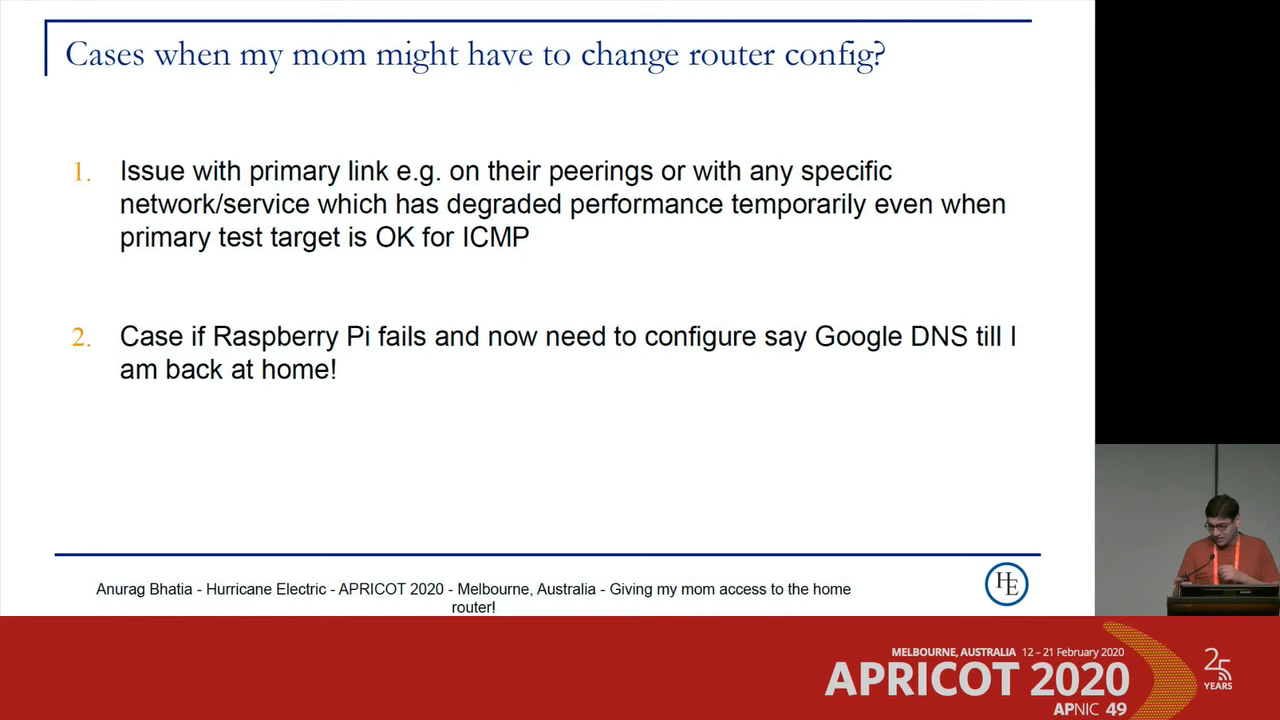 Cases when my mom might have to change router config?
1. Issue with primary link e.g. on their peerings or with any specific
network/service which has degraded performance temporarily even when
primary test target is OK for ICMP
2. Case if Raspberry Pi fails and now need to configure say Google DNS till I
am back at home!
Anurag Bhatia - Hurricane Electric - APRICOT 2020 - Melbourne, Australia - Giving my mom access to the home
router!
HE
MELBOURNE, AUSTRALIA 12 – 21 February 2020
APRICOT 2020
APNIC 49
25
YEARS